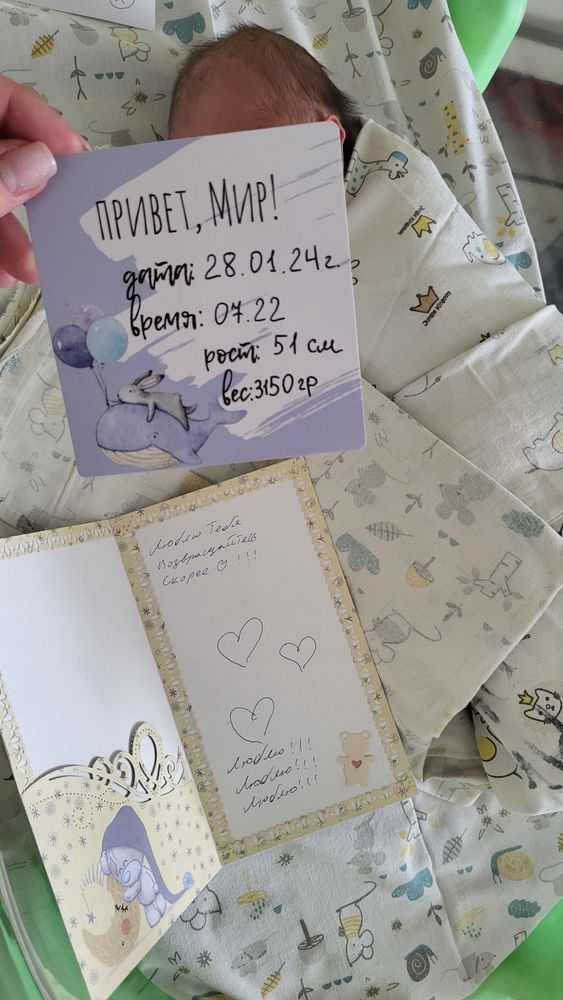 ПРИВЕТ, МИР!
дата: 28.01.24г.
время: 07.22
рост: 51 см
вес: 3150 гр
Люблю Тебя
Возвращайтесь
Скорее !!!
Люблю!!!
Люблю!!!
Люблю!!!